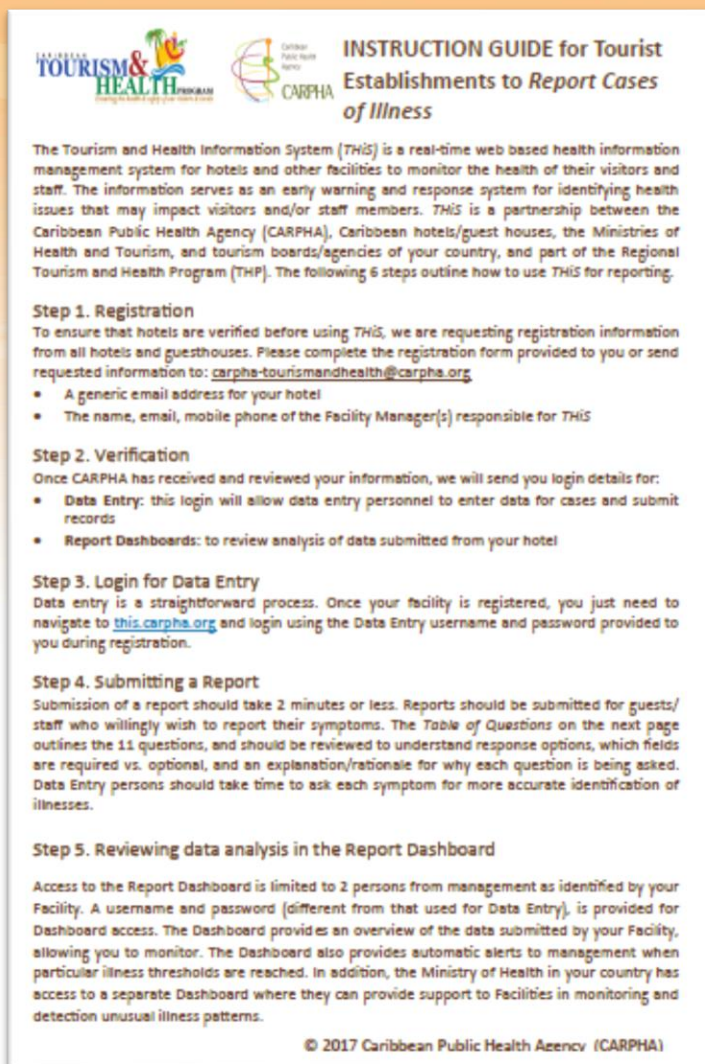 CARIBBEAN
TOURISM&
HEALTH PROGRAM
Ensuring the health & safety of our visitors & locals
Caribbean
Public Health
Agency
CARPHA
INSTRUCTION GUIDE for Tourist
Establishments to Report Cases
of Illness
The Tourism and Health Information System (THiS) is a real-time web based health information
management system for hotels and other facilities to monitor the health of their visitors and
staff. The information serves as an early warning and response system for identifying health
issues that may impact visitors and/or staff members. THiS is a partnership between the
Caribbean Public Health Agency (CARPHA), Caribbean hotels/guest houses, the Ministries of
Health and Tourism, and tourism boards/agencies of your country, and part of the Regional
Tourism and Health Program (THP). The following 6 steps outline how to use THiS for reporting.
Step 1. Registration
To ensure that hotels are verified before using THiS, we are requesting registration information
from all hotels and guesthouses. Please complete the registration form provided to you or send
requested information to: carpha-tourismandhealth@carpha.org
• A generic email address for your hotel
• The name, email, mobile phone of the Facility Manager(s) responsible for THiS
Step 2. Verification
Once CARPHA has received and reviewed your information, we will send you login details for:
• Data Entry: this login will allow data entry personnel to enter data for cases and submit
records
• Report Dashboards: to review analysis of data submitted from your hotel
Step 3. Login for Data Entry
Data entry is a straightforward process. Once your facility is registered, you just need to
navigate to this.carpha.org and login using the Data Entry username and password provided to
you during registration.
Step 4. Submitting a Report
Submission of a report should take 2 minutes or less. Reports should be submitted for guests/
staff who willingly wish to report their symptoms. The Table of Questions on the next page
outlines the 11 questions, and should be reviewed to understand response options, which fields
are required vs. optional, and an explanation/rationale for why each question is being asked.
Data Entry persons should take time to ask each symptom for more accurate identification of
illnesses.
Step 5. Reviewing data analysis in the Report Dashboard
Access to the Report Dashboard is limited to 2 persons from management as identified by your
Facility. A username and password (different from that used for Data Entry), is provided for
Dashboard access. The Dashboard provides an overview of the data submitted by your Facility,
allowing you to monitor. The Dashboard also provides automatic alerts to management when
particular illness thresholds are reached. In addition, the Ministry of Health in your country has
access to a separate Dashboard where they can provide support to Facilities in monitoring and
detection unusual illness patterns.
© 2017 Caribbean Public Health Agency (CARPHA)